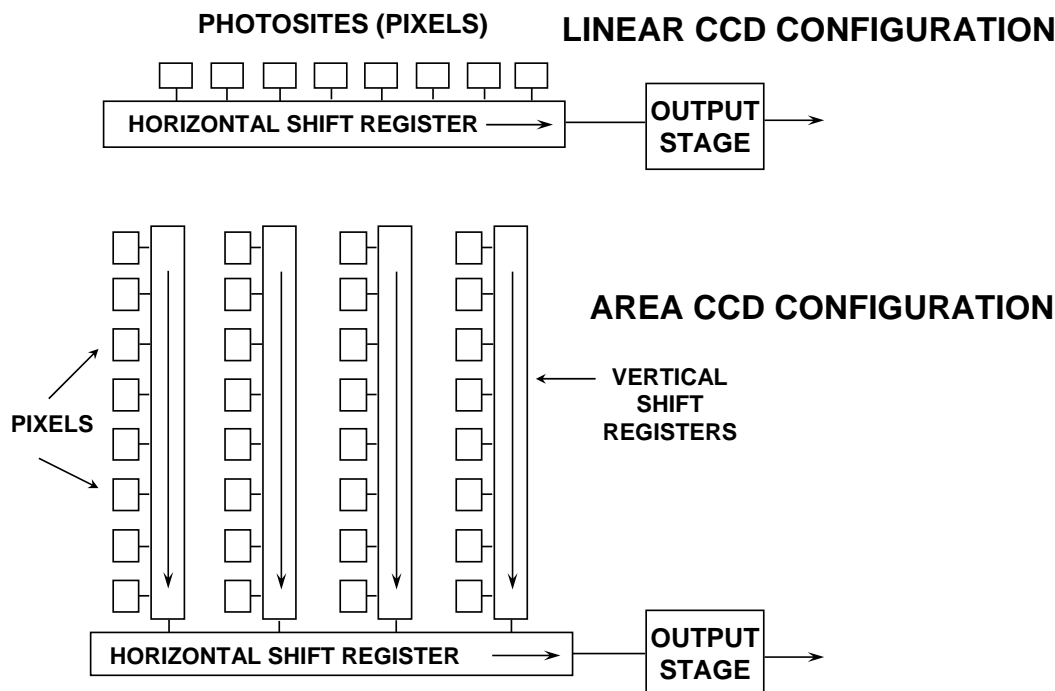 PHOTOSITES (PIXELS)
LINEAR CCD CONFIGURATION
HORIZONTAL SHIFT REGISTER
OUTPUT
STAGE
AREA CCD CONFIGURATION
PIXELS
VERTICAL
SHIFT
REGISTERS
HORIZONTAL SHIFT REGISTER
OUTPUT
STAGE